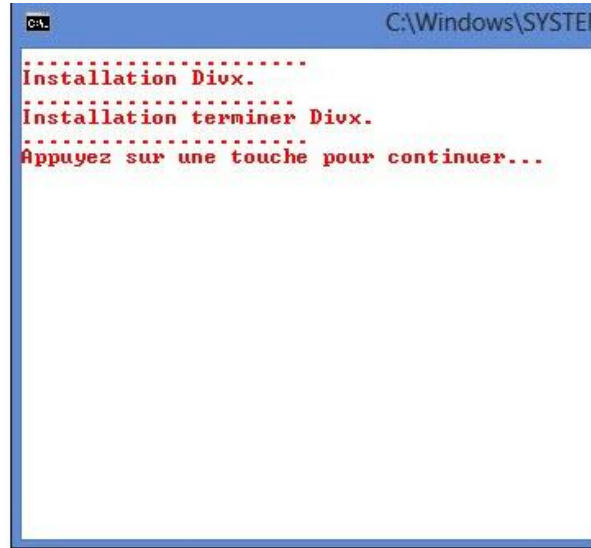 C:\Windows\SYSTE
......................
Installation Divx.
.....................
Installation terminer Divx.
......................
Appuyez sur une touche pour continuer...